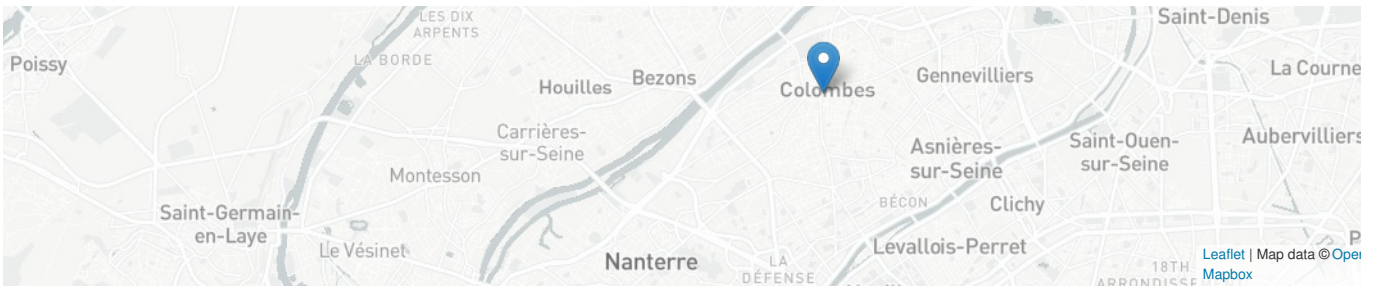 LES DIX
ARPENTS
Saint-Denis
Poissy
LA BORDE
La Courne
Houilles
Bezons
Colombes
Gennevilliers
Carrières-
sur-Seine
Asnières-
sur-Seine
Saint-Ouen-
sur-Seine
Aubervilliers
Montesson
BÉCON
Clichy
Saint-Germain-
en-Laye
Le Vésinet
Nanterre
LA
DÉFENSE
Levallois-Perret
P
18TH
ARRONDISSE
Leaflet | Map data © Oper
Mapbox